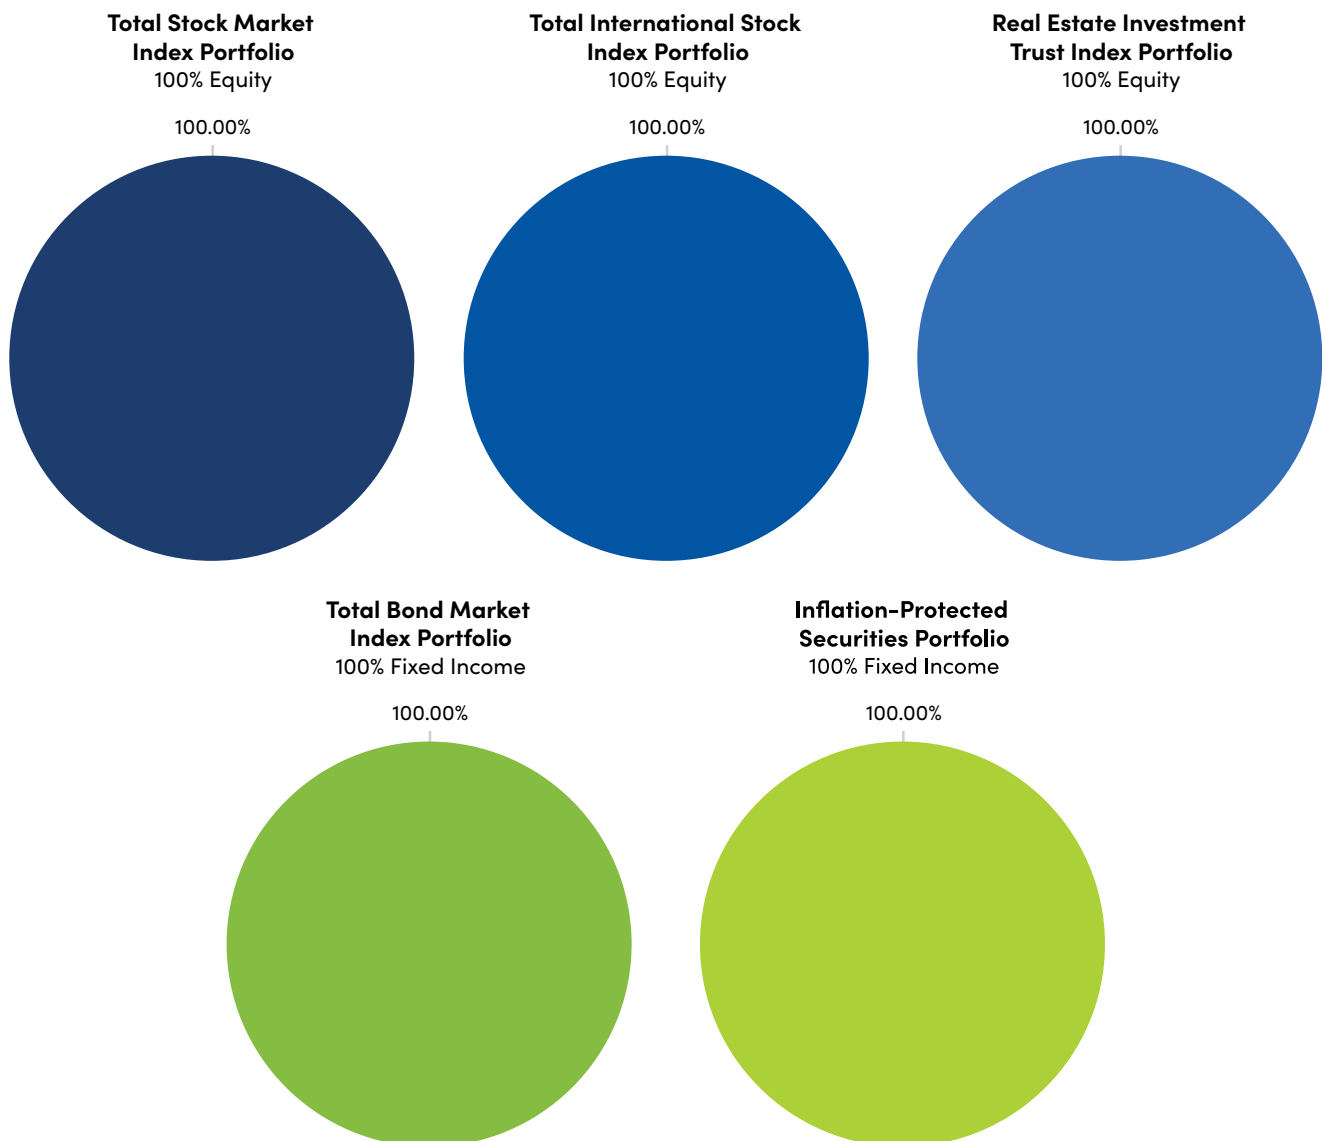 Total Stock Market
Index Portfolio
100% Equity
100.00%
Total International Stock
Index Portfolio
100% Equity
100.00%
Real Estate Investment
Trust Index Portfolio
100% Equity
100.00%
Total Bond Market
Index Portfolio
100% Fixed Income
100.00%
Inflation-Protected
Securities Portfolio
100% Fixed Income
100.00%